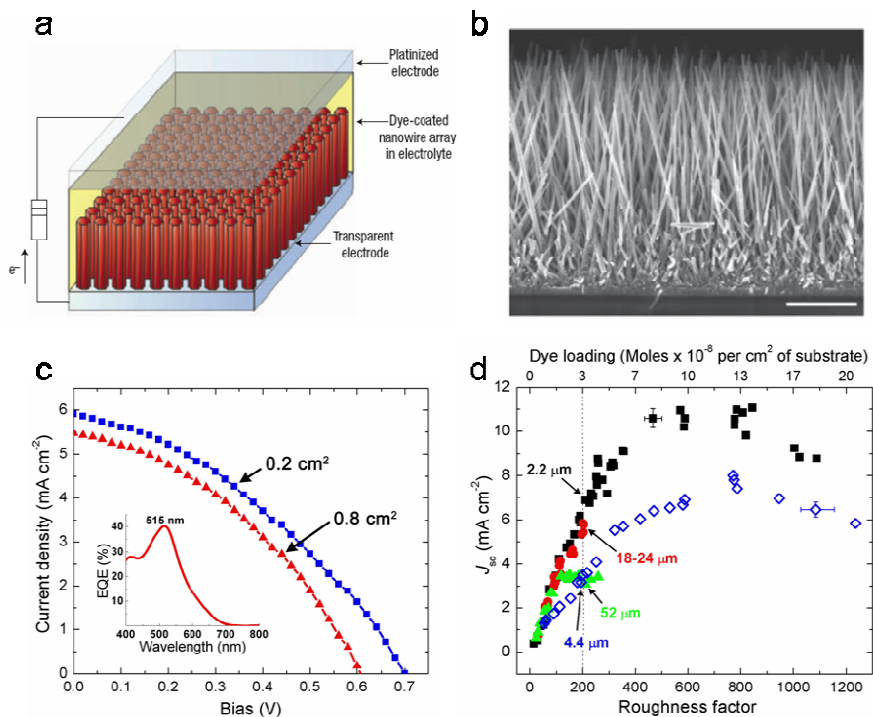 a
Platinized
electrode
Dye-coated
nanowire array
in electrolyte
Transparent
electrode
e-
b
c
Current density (mA cm-2)
6
5
4
3
2
1
0
0.2 cm2
0.8 cm2
515 nm
EQE (%)
40
30
20
10
400 500 600 700 800
Wavelength (nm)
0.0 0.1 0.2 0.3 0.4 0.5 0.6 0.7
Bias (V)
d
Dye loading (Moles x 10-8 per cm2 of substrate)
0 3 7 10 13 17 20
Jsc (mA cm-2)
12
10
8
6
4
2
0
2.2 µm
18-24 µm
52 µm
4.4 µm
0 200 400 600 800 1000 1200
Roughness factor